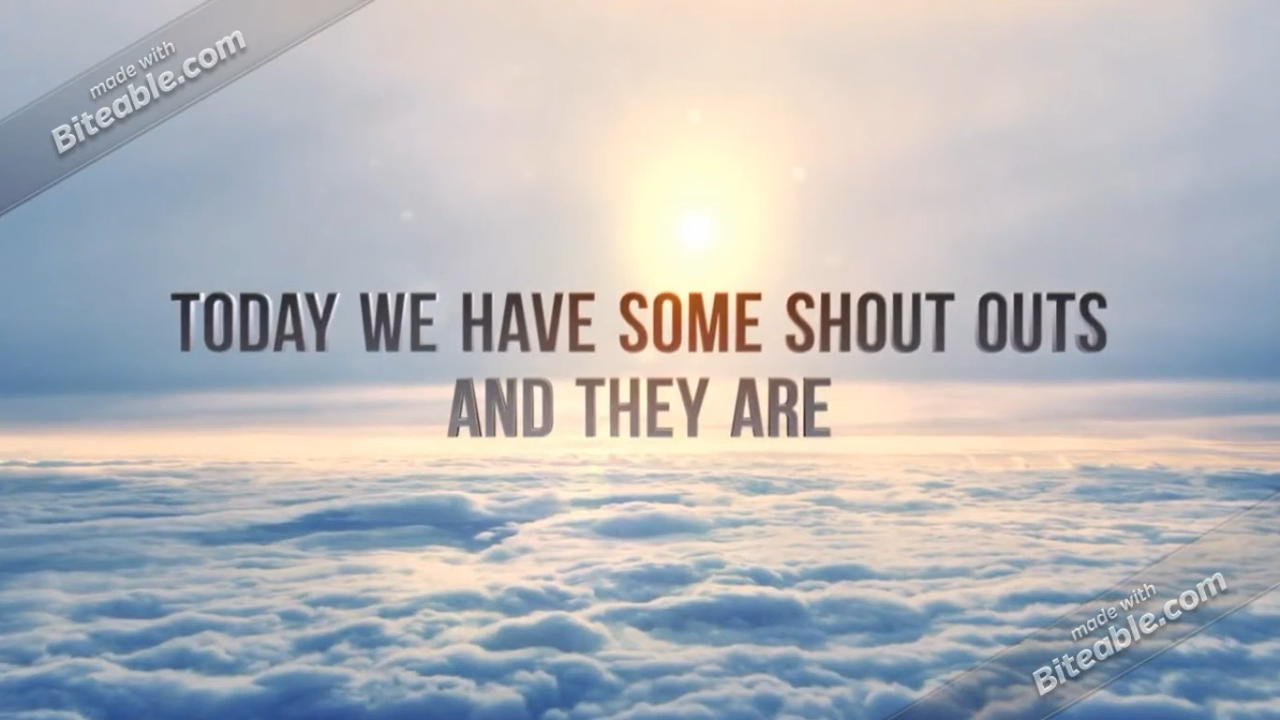 made with
Biteable.com
TODAY WE HAVE SOME SHOUT OUTS
AND THEY ARE
made with
Biteable.com